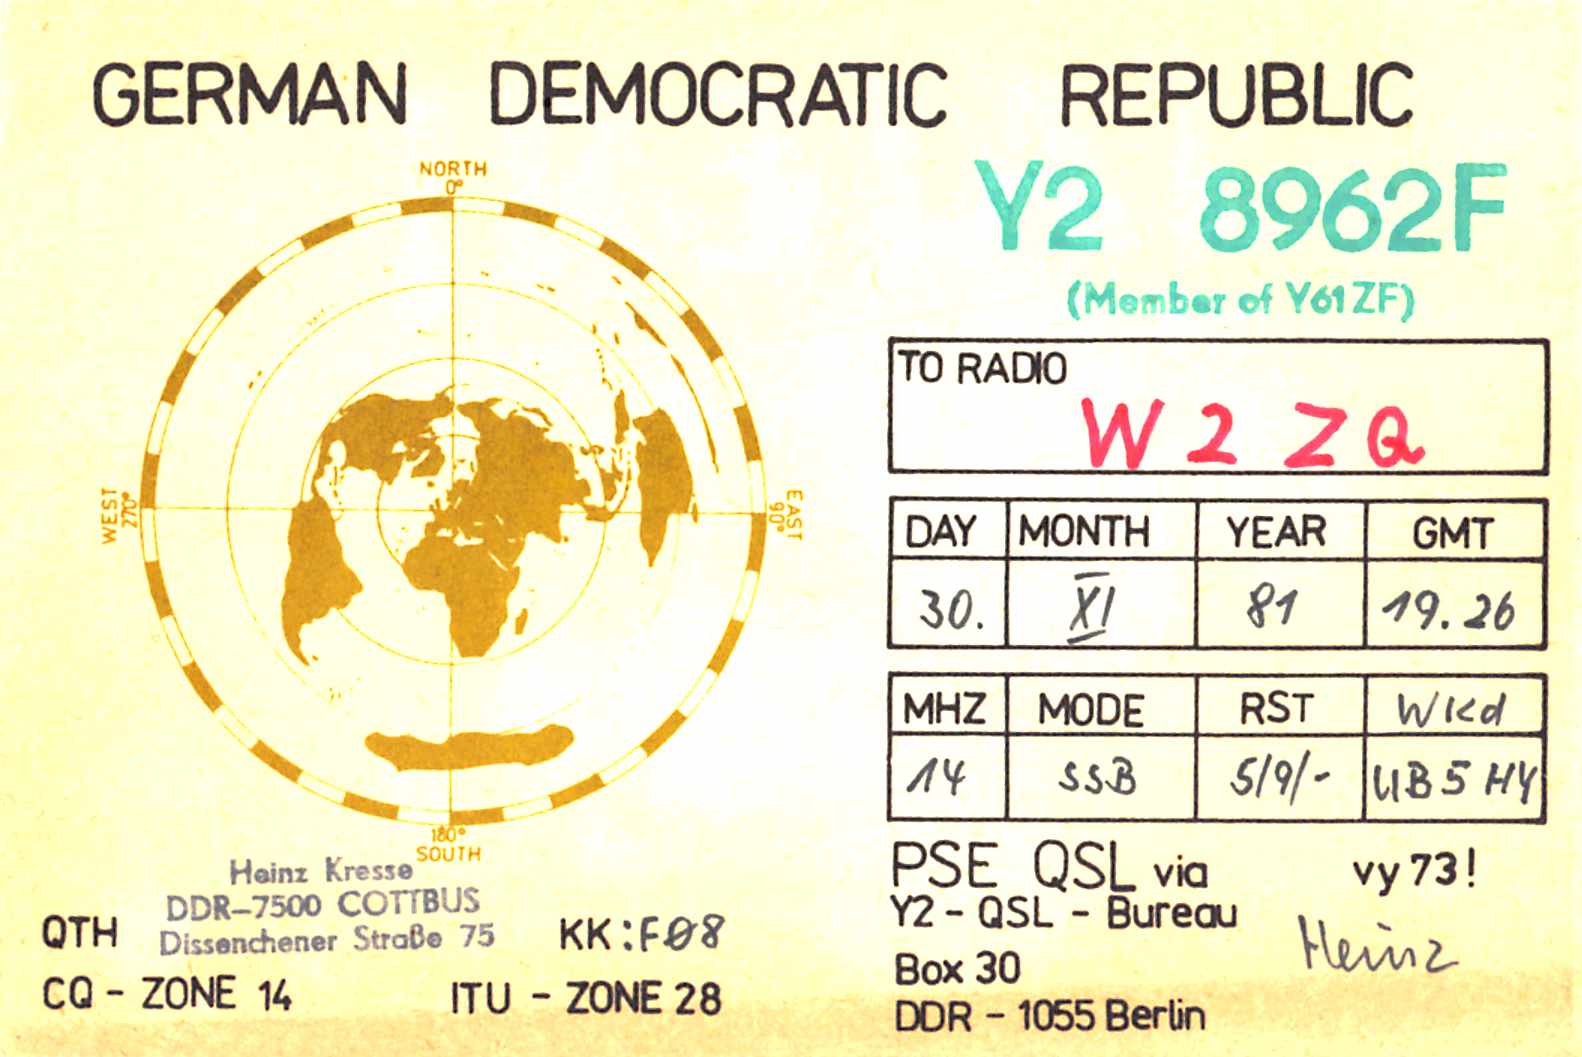 GERMAN DEMOCRATIC REPUBLIC
NORTH
0°
WEST
270°
EAST
90°
180°
SOUTH
Y2 8962F
(Member of Y61ZF)
TO RADIO
W2ZQ
DAY MONTH YEAR GMT
30. XI 81 19.26
MHZ MODE RST Wkd
14 SSB 5/9/- UB5HY
PSE QSL via vy 73!
Y2 - QSL - Bureau
Heinz
Box 30
DDR - 1055 Berlin
Heinz Kresse
DDR-7500 COTTBUS
Dissenchener Straße 75
QTH KK:FØ8
CQ - ZONE 14 ITU - ZONE 28